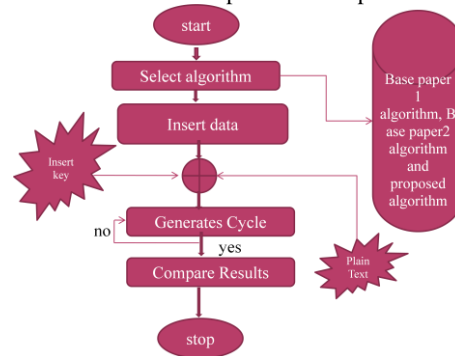 start
Select algorithm
Base paper
1
algorithm, B
ase paper2
algorithm
and
proposed
algorithm
Insert data
Insert
key
Generates Cycle
no
yes
Plain
Text
Compare Results
stop